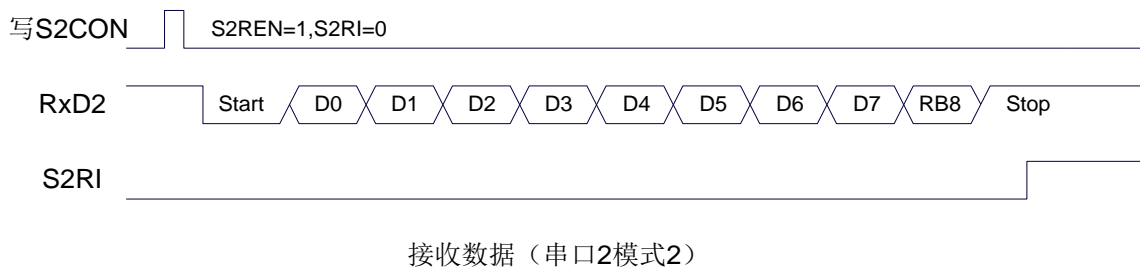 写S2CON S2REN=1,S2RI=0
RxD2 Start D0 D1 D2 D3 D4 D5 D6 D7 RB8 Stop
S2RI
接收数据（串口2模式2）